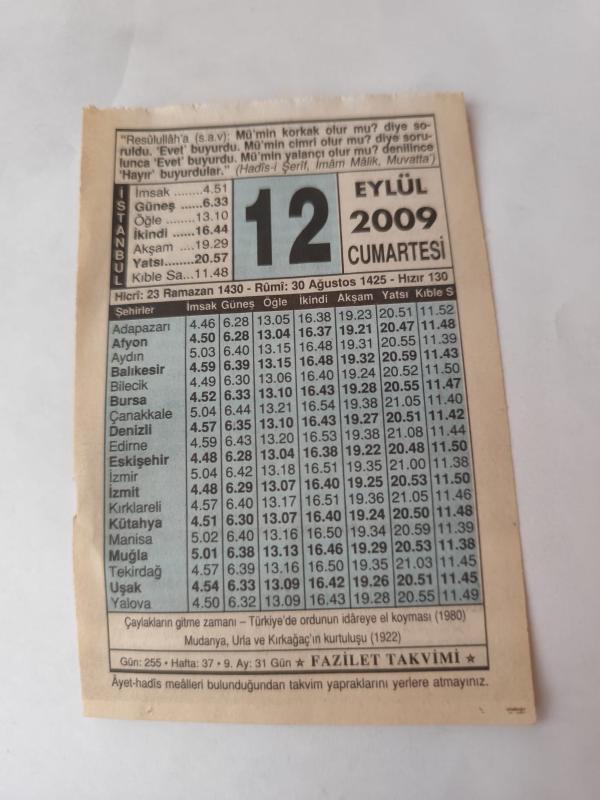 "Resûlullâh'a (s.a.v): Mü'min korkak olur mu? diye so-
ruldu. 'Evet' buyurdu. Mü'min cimri olur mu? diye soru-
lunca 'Evet' buyurdu. Mü'min yalancı olur mu? denilince
'Hayır' buyurdular." (Hadîs-i Şerîf, İmâm Mâlik, Muvatta')
İSTANBUL
İmsak ........4.51
Güneş ......6.33
Öğle .......13.10
İkindi ......16.44
Akşam ....19.29
Yatsı........20.57
Kıble Sa...11.48
12
EYLÜL
2009
CUMARTESİ
Hicrî: 23 Ramazan 1430 - Rûmî: 30 Ağustos 1425 - Hızır 130
Şehirler İmsak Güneş Öğle İkindi Akşam Yatsı Kıble S
Adapazarı 4.46 6.28 13.05 16.38 19.23 20.51 11.52
Afyon 4.50 6.28 13.04 16.37 19.21 20.47 11.48
Aydın 5.03 6.40 13.15 16.48 19.31 20.55 11.39
Balıkesir 4.59 6.39 13.15 16.48 19.32 20.59 11.43
Bilecik 4.49 6.30 13.06 16.40 19.24 20.52 11.50
Bursa 4.52 6.33 13.10 16.43 19.28 20.55 11.47
Çanakkale 5.04 6.44 13.21 16.54 19.38 21.05 11.40
Denizli 4.57 6.35 13.10 16.43 19.27 20.51 11.42
Edirne 4.59 6.43 13.20 16.53 19.38 21.08 11.44
Eskişehir 4.48 6.28 13.04 16.38 19.22 20.48 11.50
İzmir 5.04 6.42 13.18 16.51 19.35 21.00 11.38
İzmit 4.48 6.29 13.07 16.40 19.25 20.53 11.50
Kırklareli 4.57 6.40 13.17 16.51 19.36 21.05 11.46
Kütahya 4.51 6.30 13.07 16.40 19.24 20.50 11.48
Manisa 5.02 6.40 13.16 16.50 19.34 20.59 11.39
Muğla 5.01 6.38 13.13 16.46 19.29 20.53 11.38
Tekirdağ 4.57 6.39 13.16 16.50 19.35 21.03 11.45
Uşak 4.54 6.33 13.09 16.42 19.26 20.51 11.45
Yalova 4.50 6.32 13.09 16.43 19.28 20.55 11.49
Çaylakların gitme zamanı – Türkiye'de ordunun idâreye el koyması (1980)
Mudanya, Urla ve Kırkağaç'ın kurtuluşu (1922)
Gün: 255 • Hafta: 37 • 9. Ay: 31 Gün ★ FAZİLET TAKVİMİ ★
Âyet-hadîs meâlleri bulunduğundan takvim yapraklarını yerlere atmayınız.